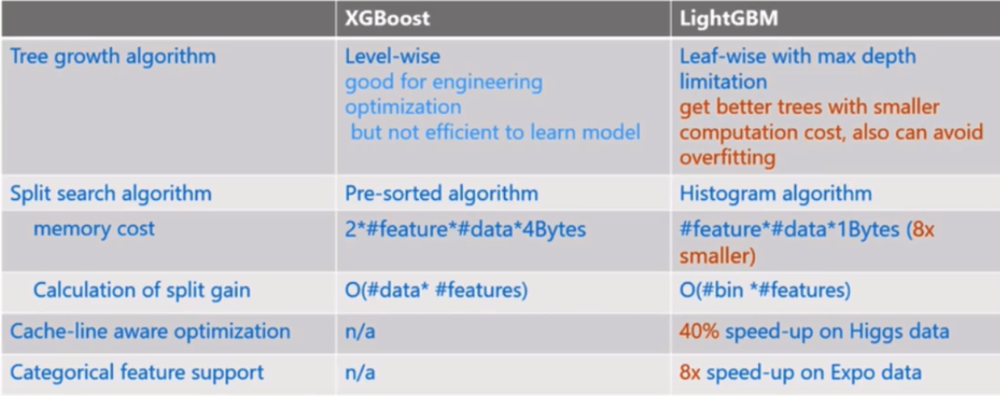 XGBoost LightGBM
Tree growth algorithm
Level-wise
good for engineering
optimization
but not efficient to learn model
Leaf-wise with max depth
limitation
get better trees with smaller
computation cost, also can avoid
overfitting
Split search algorithm Pre-sorted algorithm Histogram algorithm
memory cost 2*#feature*#data*4Bytes #feature*#data*1Bytes (8x
smaller)
Calculation of split gain O(#data* #features) O(#bin *#features)
Cache-line aware optimization n/a 40% speed-up on Higgs data
Categorical feature support n/a 8x speed-up on Expo data